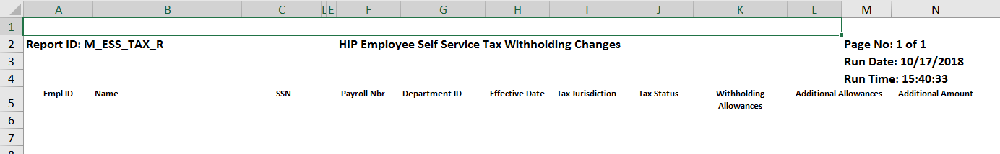 A B C D E F G H I J K L M N
1
2 Report ID: M_ESS_TAX_R HIP Employee Self Service Tax Withholding Changes Page No: 1 of 1
3 Run Date: 10/17/2018
4 Run Time: 15:40:33
5 Empl ID Name SSN Payroll Nbr Department ID Effective Date Tax Jurisdiction Tax Status Withholding Additional Allowances Additional Amount
Allowances
6
7
8